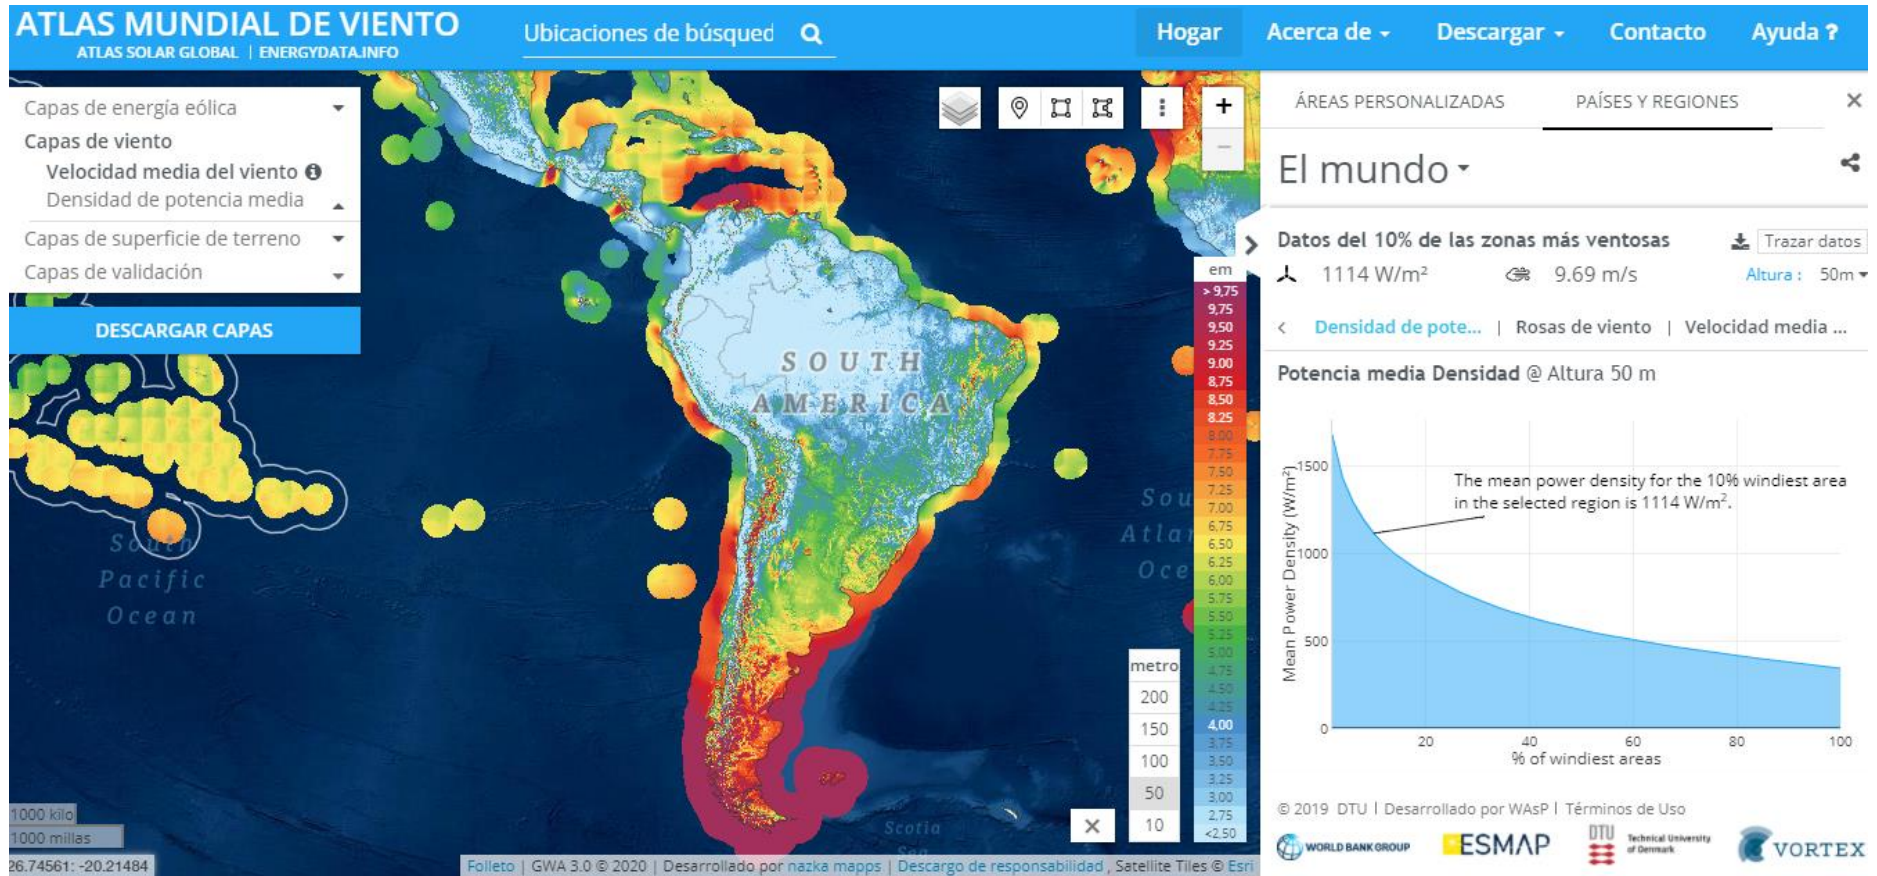 ATLAS MUNDIAL DE VIENTO
ATLAS SOLAR GLOBAL | ENERGYDATA.INFO
Ubicaciones de búsqued
Hogar
Acerca de
Descargar
Contacto
Ayuda ?
Capas de energía eólica
Capas de viento
Velocidad media del viento
Densidad de potencia media
Capas de superficie de terreno
Capas de validación
DESCARGAR CAPAS
SOUTH
AMERICA
South
Pacific
Ocean
Sou
Atla
Oce
Scotia
Sea
em
> 9,75
9,75
9,50
9.25
9.00
8,75
8,50
8.25
8.00
7.75
7.50
7.25
7.00
6.75
6,50
6.25
6,00
5.75
5.50
5.25
5.00
4.75
4.50
4.25
4,00
3.75
3,50
3.25
3,00
2,75
<2,50
metro
200
150
100
50
10
1000 kilo
1000 millas
26.74561: -20.21484
Folleto | GWA 3.0 © 2020 | Desarrollado por nazka mapps | Descargo de responsabilidad , Satellite Tiles © Esri
ÁREAS PERSONALIZADAS
PAÍSES Y REGIONES
El mundo
Datos del 10% de las zonas más ventosas
Trazar datos
1114 W/m²
9.69 m/s
Altura : 50m
Densidad de pote... | Rosas de viento | Velocidad media ...
Potencia media Densidad @ Altura 50 m
Mean Power Density (W/m²)
1500
1000
500
0
The mean power density for the 10% windiest area
in the selected region is 1114 W/m².
20
40
60
80
100
% of windiest areas
© 2019 DTU | Desarrollado por WAsP | Términos de Uso
WORLD BANK GROUP
ESMAP
DTU
Technical University
of Denmark
VORTEX